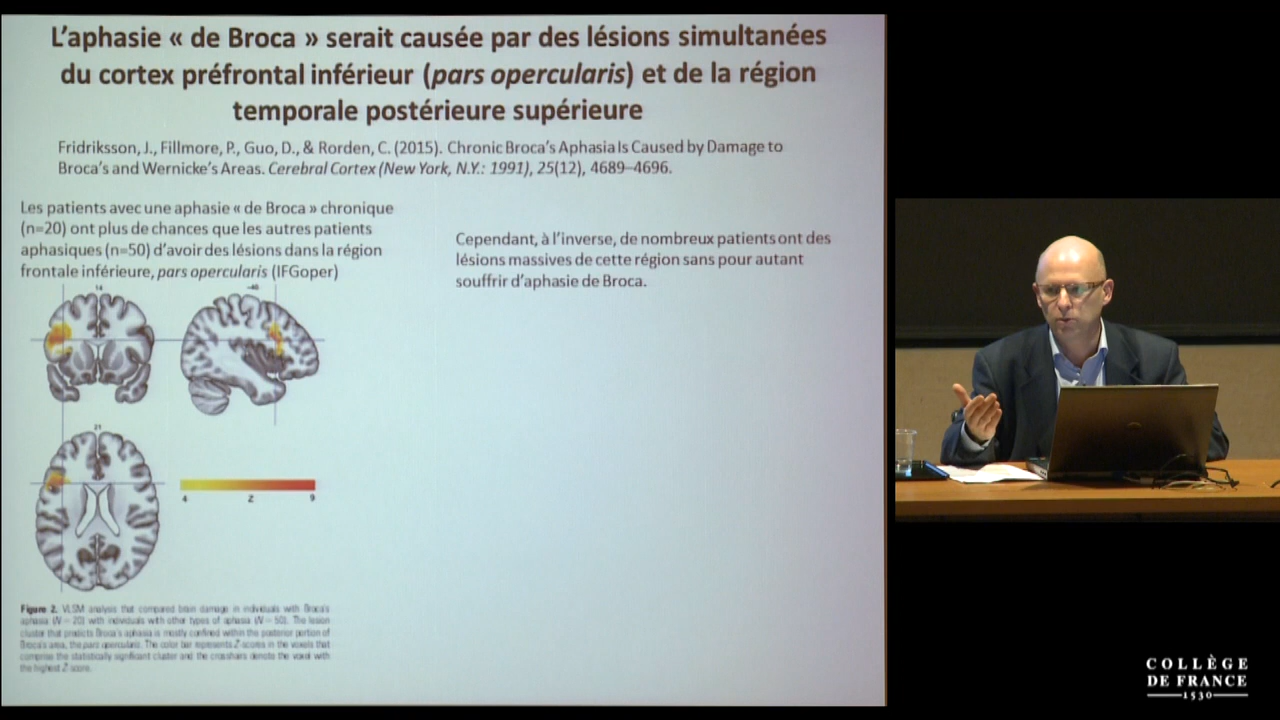 L'aphasie « de Broca » serait causée par des lésions simultanées
du cortex préfrontal inférieur (pars opercularis) et de la région
temporale postérieure supérieure
Fridriksson, J., Fillmore, P., Guo, D., & Rorden, C. (2015). Chronic Broca's Aphasia Is Caused by Damage to
Broca's and Wernicke's Areas. Cerebral Cortex (New York, N.Y.: 1991), 25(12), 4689–4696.
Les patients avec une aphasie « de Broca » chronique
(n=20) ont plus de chances que les autres patients
aphasiques (n=50) d'avoir des lésions dans la région
frontale inférieure, pars opercularis (IFGoper)
Cependant, à l'inverse, de nombreux patients ont des
lésions massives de cette région sans pour autant
souffrir d'aphasie de Broca.
21
4 Z 9
Figure 2. VLSM analysis that compared brain damage in individuals with Broca's
aphasia (N = 20) with individuals with other types of aphasia (N = 50). The lesion
cluster that predicts Broca's aphasia is mostly confined within the posterior portion of
Broca's area, the pars opercularis. The color bar represents Z-scores in the voxels that
comprise the statistically significant cluster and the crosshairs denote the voxel with
the highest Z-score.
COLLÈGE
DE FRANCE
1530